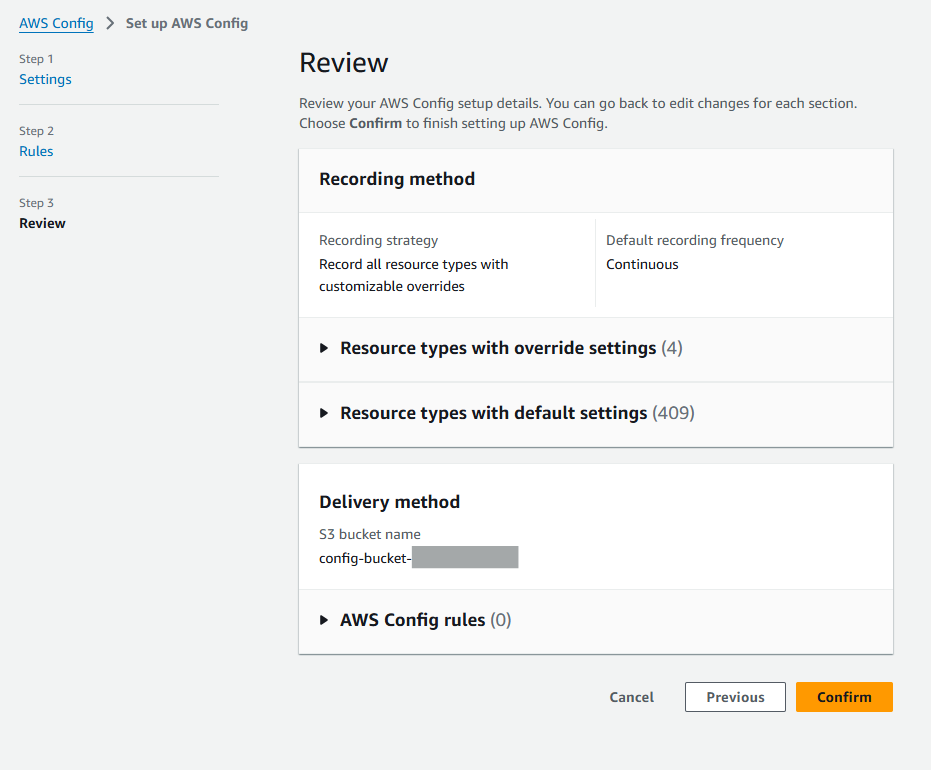 AWS Config > Set up AWS Config
Step 1
Settings
Step 2
Rules
Step 3
Review
Review
Review your AWS Config setup details. You can go back to edit changes for each section.
Choose Confirm to finish setting up AWS Config.
Recording method
Recording strategy
Record all resource types with
customizable overrides
Default recording frequency
Continuous
Resource types with override settings (4)
Resource types with default settings (409)
Delivery method
S3 bucket name
config-bucket-
AWS Config rules (0)
Cancel
Previous
Confirm